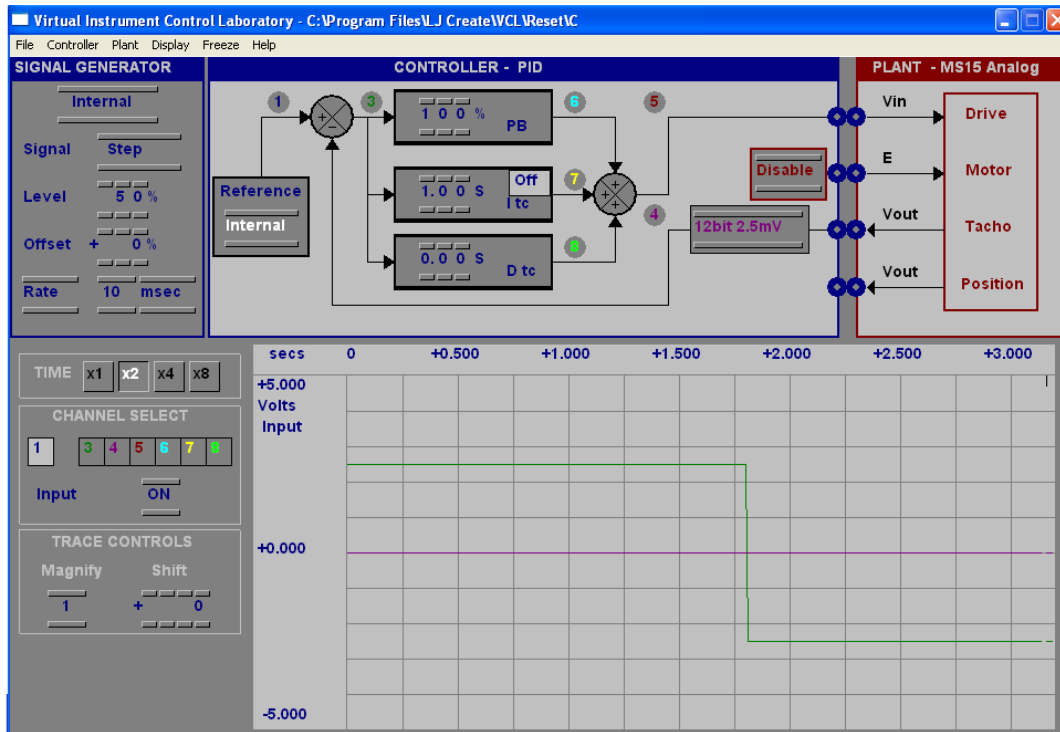 Virtual Instrument Control Laboratory - C:\Program Files\LJ Create\VCL\Reset\C
File Controller Plant Display Freeze Help
SIGNAL GENERATOR
Internal
Signal Step
Level 5 0 %
Offset + 0 %
Rate 10 msec
CONTROLLER - PID
1
3
6
5
1 0 0 %
PB
Reference
Internal
1.0 0 S
Off
I tc
7
4
0.0 0 S
D tc
8
Disable
12bit 2.5mV
PLANT - MS15 Analog
Vin
Drive
E
Motor
Vout
Tacho
Vout
Position
TIME x1 x2 x4 x8
CHANNEL SELECT
1 3 4 5 6 7 8
Input ON
TRACE CONTROLS
Magnify Shift
1 + 0
secs 0 +0.500 +1.000 +1.500 +2.000 +2.500 +3.000
+5.000
Volts
Input
+0.000
-5.000